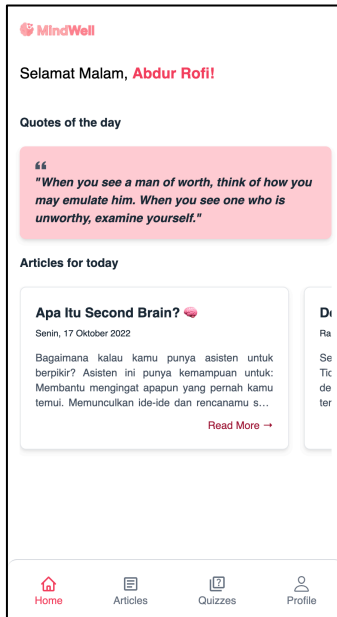 MindWell
Selamat Malam, Abdur Rofi!
Quotes of the day
"When you see a man of worth, think of how you
may emulate him. When you see one who is
unworthy, examine yourself."
Articles for today
Apa Itu Second Brain? 🧠
Senin, 17 Oktober 2022
Bagaimana kalau kamu punya asisten untuk
berpikir? Asisten ini punya kemampuan untuk:
Membantu mengingat apapun yang pernah kamu
temui. Memunculkan ide-ide dan rencanamu s...
Read More →
Home Articles Quizzes Profile